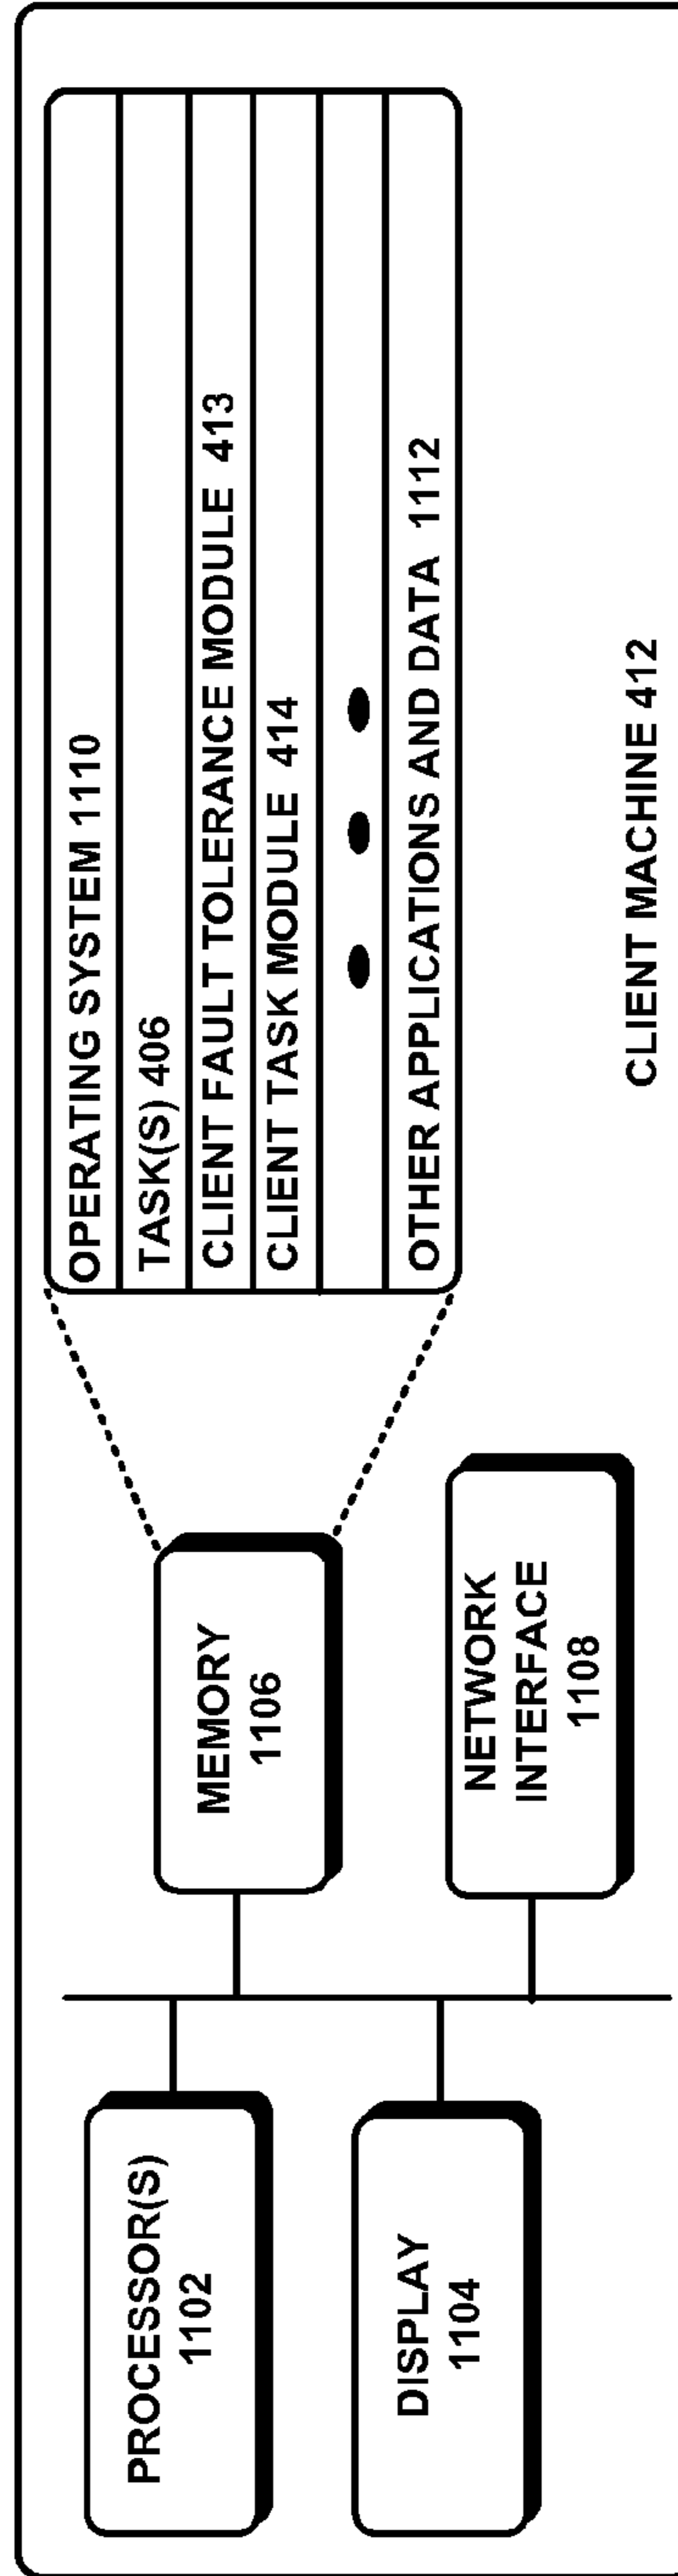 PROCESSOR(S)
1102
DISPLAY
1104
MEMORY
1106
NETWORK
INTERFACE
1108
OPERATING SYSTEM 1110
TASK(S) 406
CLIENT FAULT TOLERANCE MODULE 413
CLIENT TASK MODULE 414
OTHER APPLICATIONS AND DATA 1112
CLIENT MACHINE 412